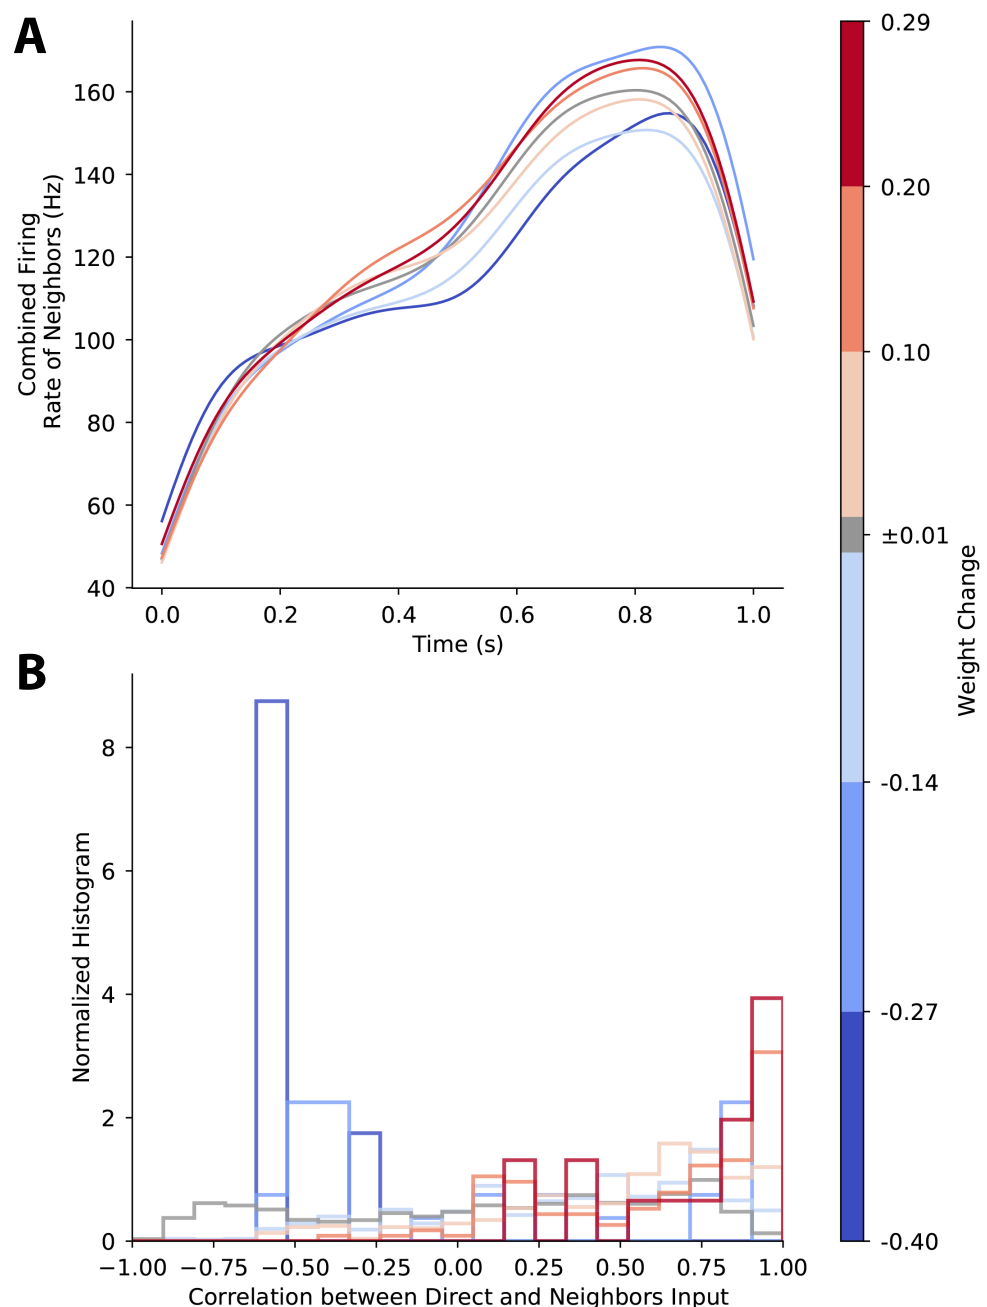 A
160
140
120
100
80
60
40
Combined Firing
Rate of Neighbors (Hz)
0.0 0.2 0.4 0.6 0.8 1.0
Time (s)
B
8
6
4
2
0
Normalized Histogram
−1.00 −0.75 −0.50 −0.25 0.00 0.25 0.50 0.75 1.00
Correlation between Direct and Neighbors Input
0.29
0.20
0.10
±0.01
-0.14
-0.27
-0.40
Weight Change